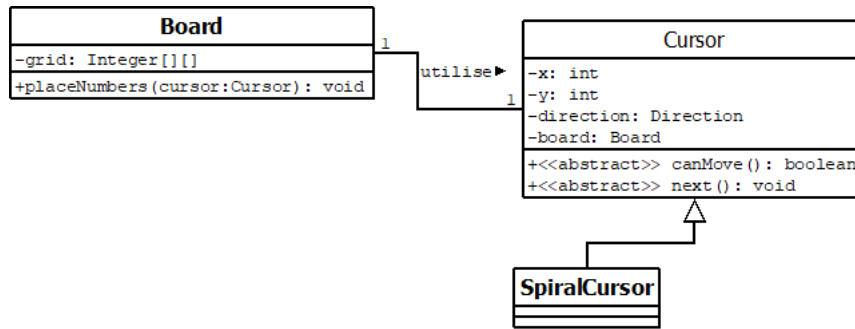 Board
-grid: Integer[][]
+placeNumbers(cursor:Cursor): void
1
utilise►
1
Cursor
-x: int
-y: int
-direction: Direction
-board: Board
+<<abstract>> canMove(): boolean
+<<abstract>> next(): void
SpiralCursor